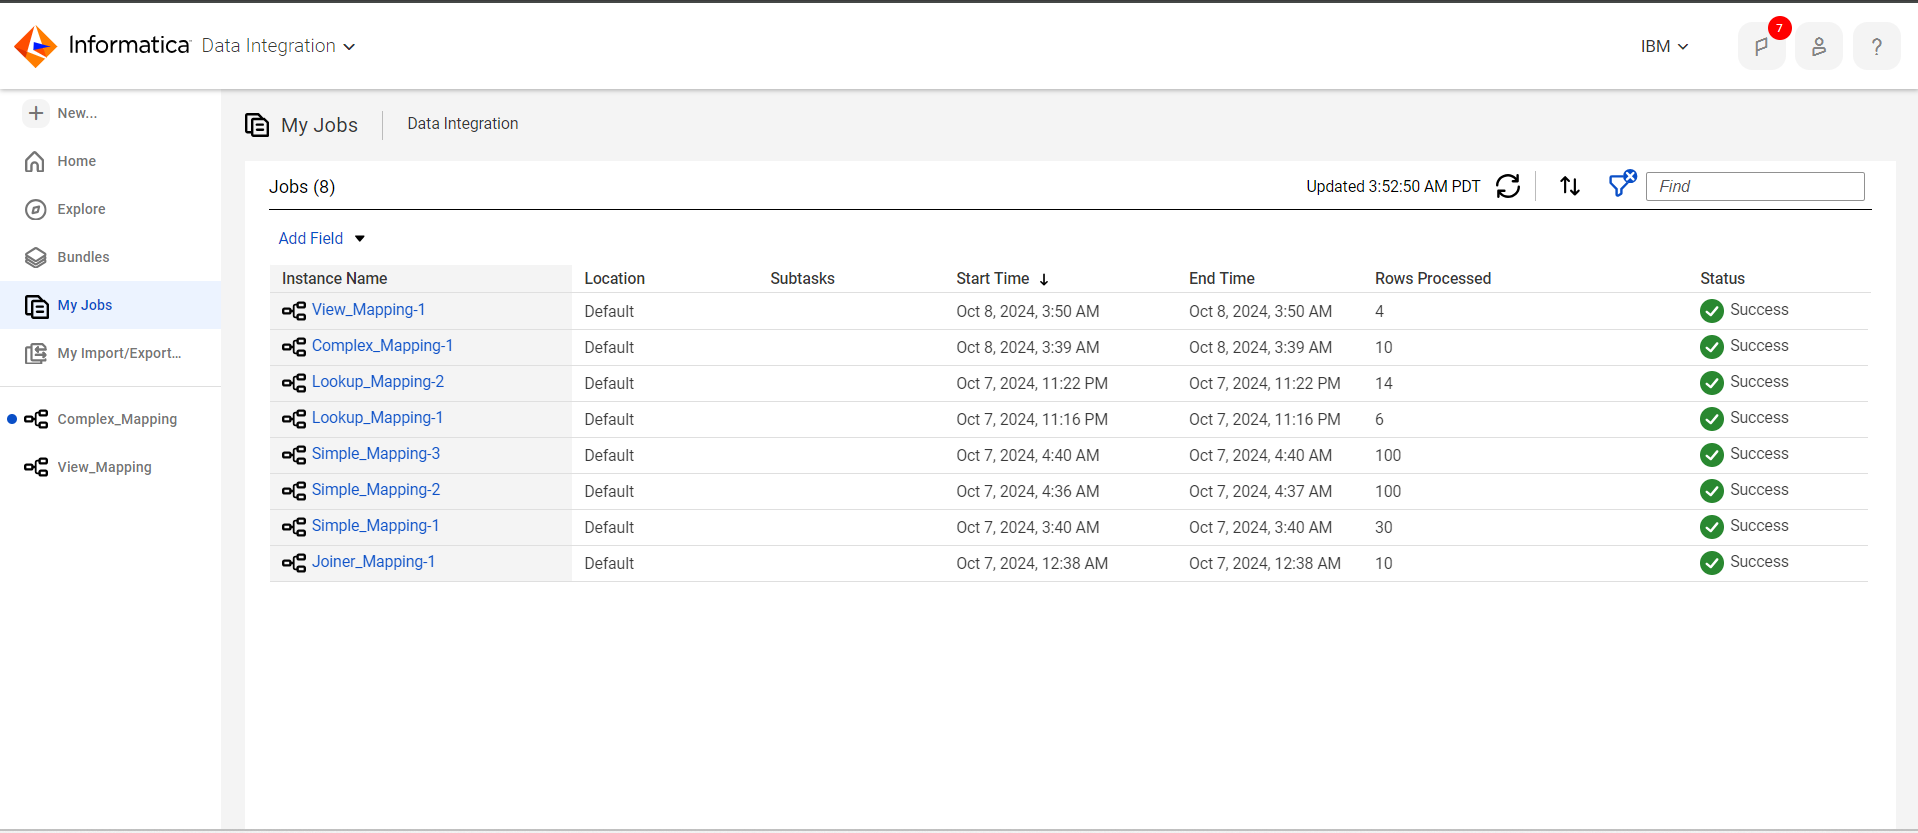 Informatica Data Integration
IBM
7
?
New...
Home
Explore
Bundles
My Jobs
My Import/Export...
Complex_Mapping
View_Mapping
My Jobs Data Integration
Jobs (8)
Updated 3:52:50 AM PDT
Find
Add Field
Instance Name Location Subtasks Start Time End Time Rows Processed Status
View_Mapping-1 Default Oct 8, 2024, 3:50 AM Oct 8, 2024, 3:50 AM 4 Success
Complex_Mapping-1 Default Oct 8, 2024, 3:39 AM Oct 8, 2024, 3:39 AM 10 Success
Lookup_Mapping-2 Default Oct 7, 2024, 11:22 PM Oct 7, 2024, 11:22 PM 14 Success
Lookup_Mapping-1 Default Oct 7, 2024, 11:16 PM Oct 7, 2024, 11:16 PM 6 Success
Simple_Mapping-3 Default Oct 7, 2024, 4:40 AM Oct 7, 2024, 4:40 AM 100 Success
Simple_Mapping-2 Default Oct 7, 2024, 4:36 AM Oct 7, 2024, 4:37 AM 100 Success
Simple_Mapping-1 Default Oct 7, 2024, 3:40 AM Oct 7, 2024, 3:40 AM 30 Success
Joiner_Mapping-1 Default Oct 7, 2024, 12:38 AM Oct 7, 2024, 12:38 AM 10 Success